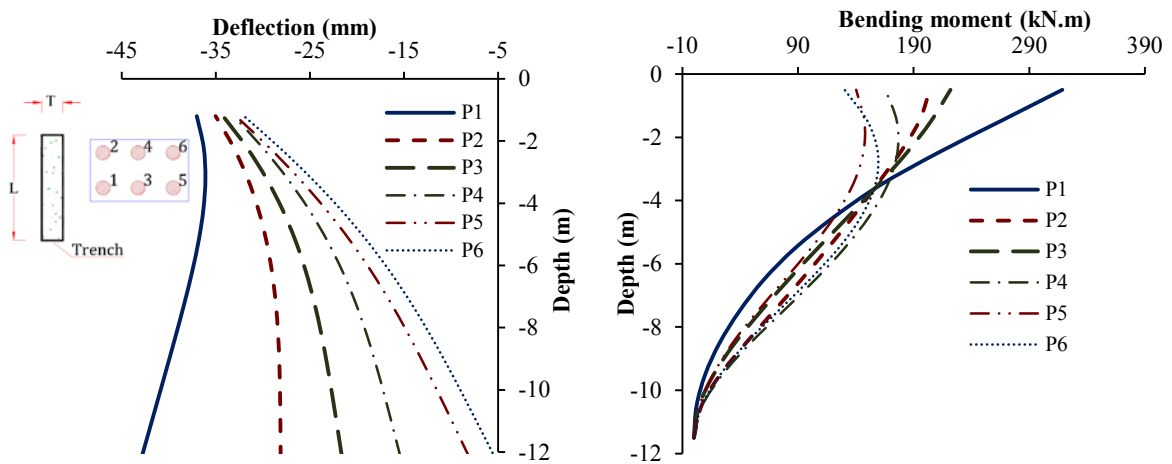 Deflection (mm)
-45 -35 -25 -15 -5
0
-2
-4
-6
-8
-10
-12
Depth (m)
T
L
2 4 6
1 3 5
Trench
P1
P2
P3
P4
P5
P6
Bending moment (kN.m)
-10 90 190 290 390
0
-2
-4
-6
-8
-10
-12
Depth (m)
P1
P2
P3
P4
P5
P6